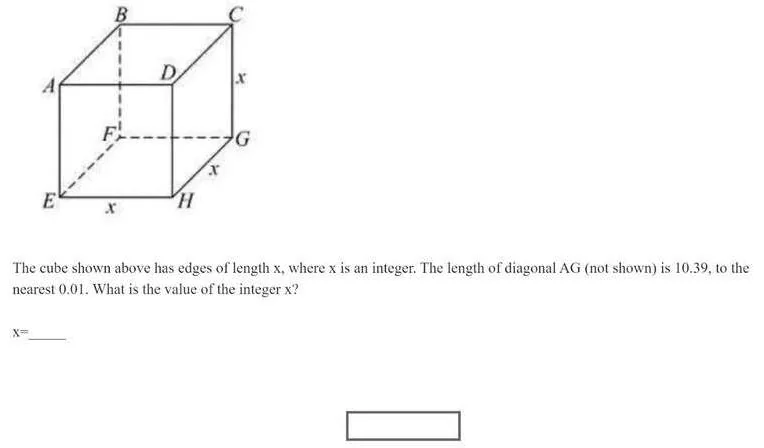 B C
A D x
F G
x
E x H
The cube shown above has edges of length x, where x is an integer. The length of diagonal AG (not shown) is 10.39, to the
nearest 0.01. What is the value of the integer x?
x=_____